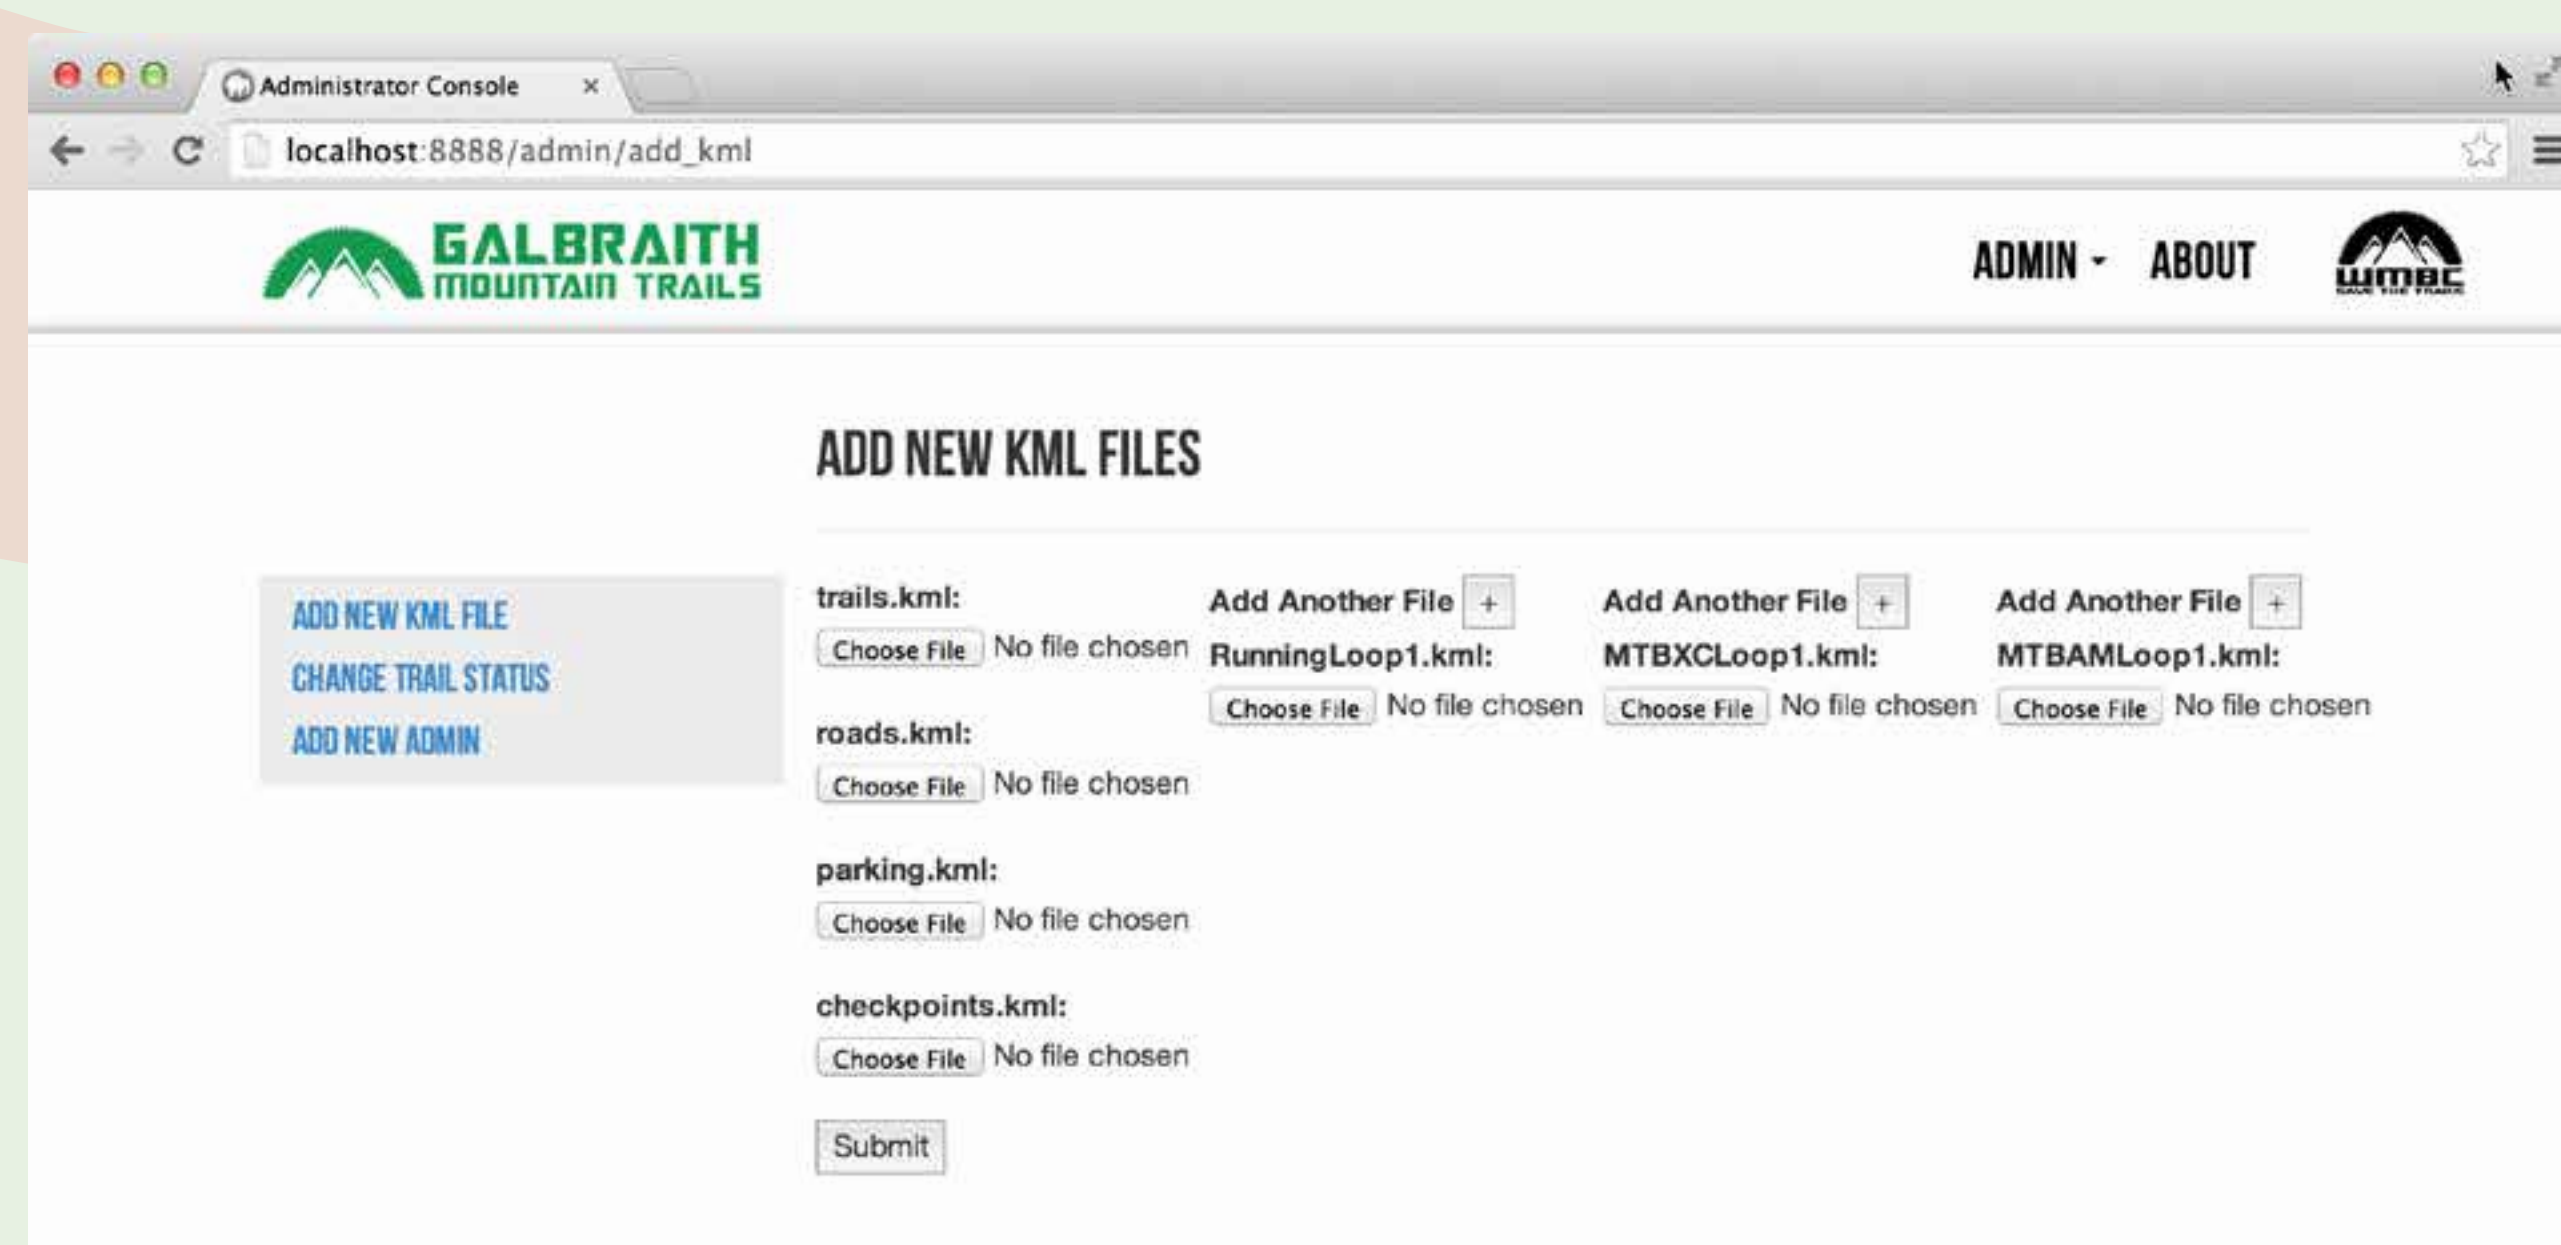 Administrator Console
localhost:8888/admin/add_kml
GALBRAITH
MOUNTAIN TRAILS
ADMIN
ABOUT
WMBC
SAVE THE TRAILS
ADD NEW KML FILES
ADD NEW KML FILE
CHANGE TRAIL STATUS
ADD NEW ADMIN
trails.kml:
Choose File No file chosen
roads.kml:
Choose File No file chosen
parking.kml:
Choose File No file chosen
checkpoints.kml:
Choose File No file chosen
Submit
Add Another File +
RunningLoop1.kml:
Choose File No file chosen
Add Another File +
MTBXCLoop1.kml:
Choose File No file chosen
Add Another File +
MTBAMLoop1.kml:
Choose File No file chosen